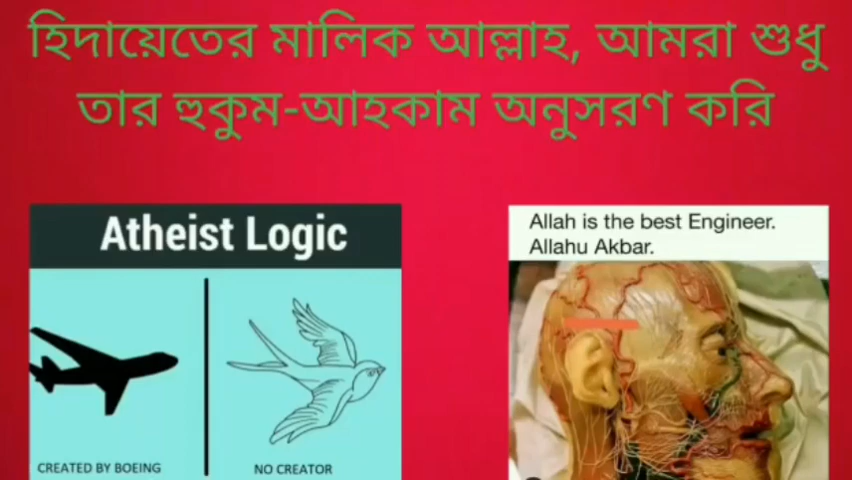 হিদায়েতের মালিক আল্লাহ, আমরা শুধু
তার হুকুম-আহকাম অনুসরণ করি
Atheist Logic
CREATED BY BOEING
NO CREATOR
Allah is the best Engineer.
Allahu Akbar.